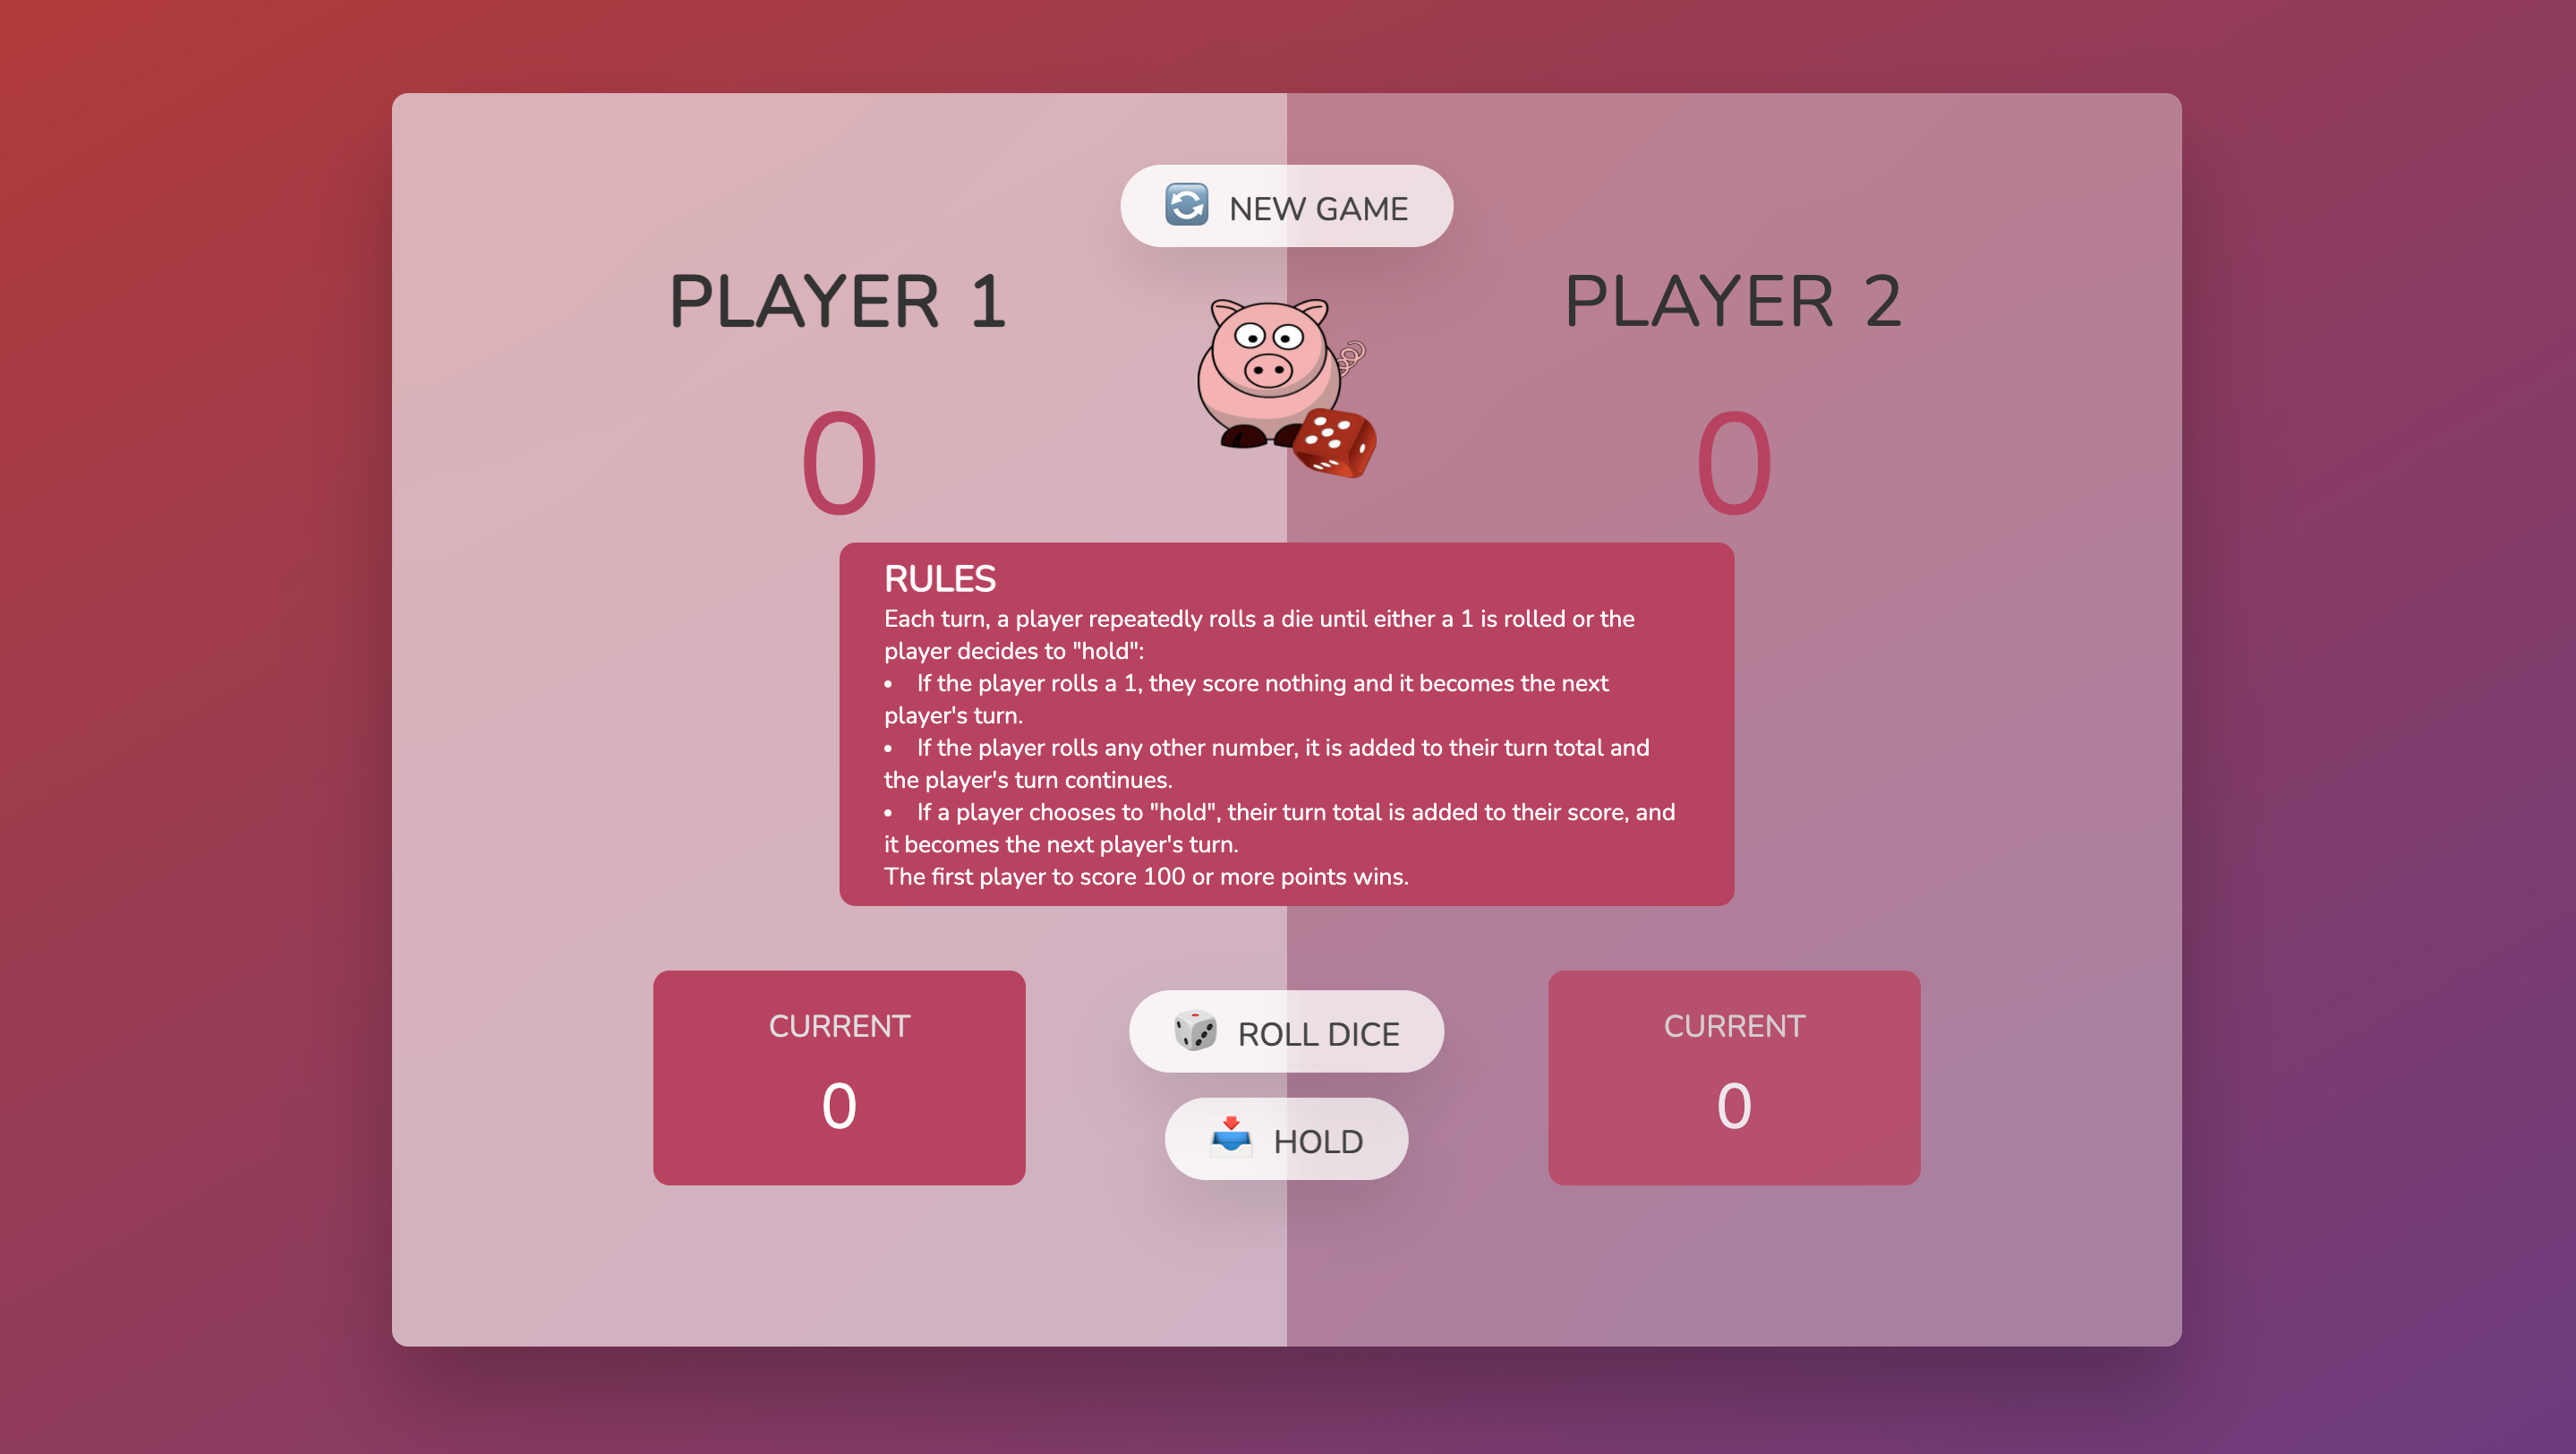 NEW GAME
PLAYER 1
0
PLAYER 2
0
RULES
Each turn, a player repeatedly rolls a die until either a 1 is rolled or the
player decides to "hold":
• If the player rolls a 1, they score nothing and it becomes the next
player's turn.
• If the player rolls any other number, it is added to their turn total and
the player's turn continues.
• If a player chooses to "hold", their turn total is added to their score, and
it becomes the next player's turn.
The first player to score 100 or more points wins.
CURRENT
0
ROLL DICE
HOLD
CURRENT
0